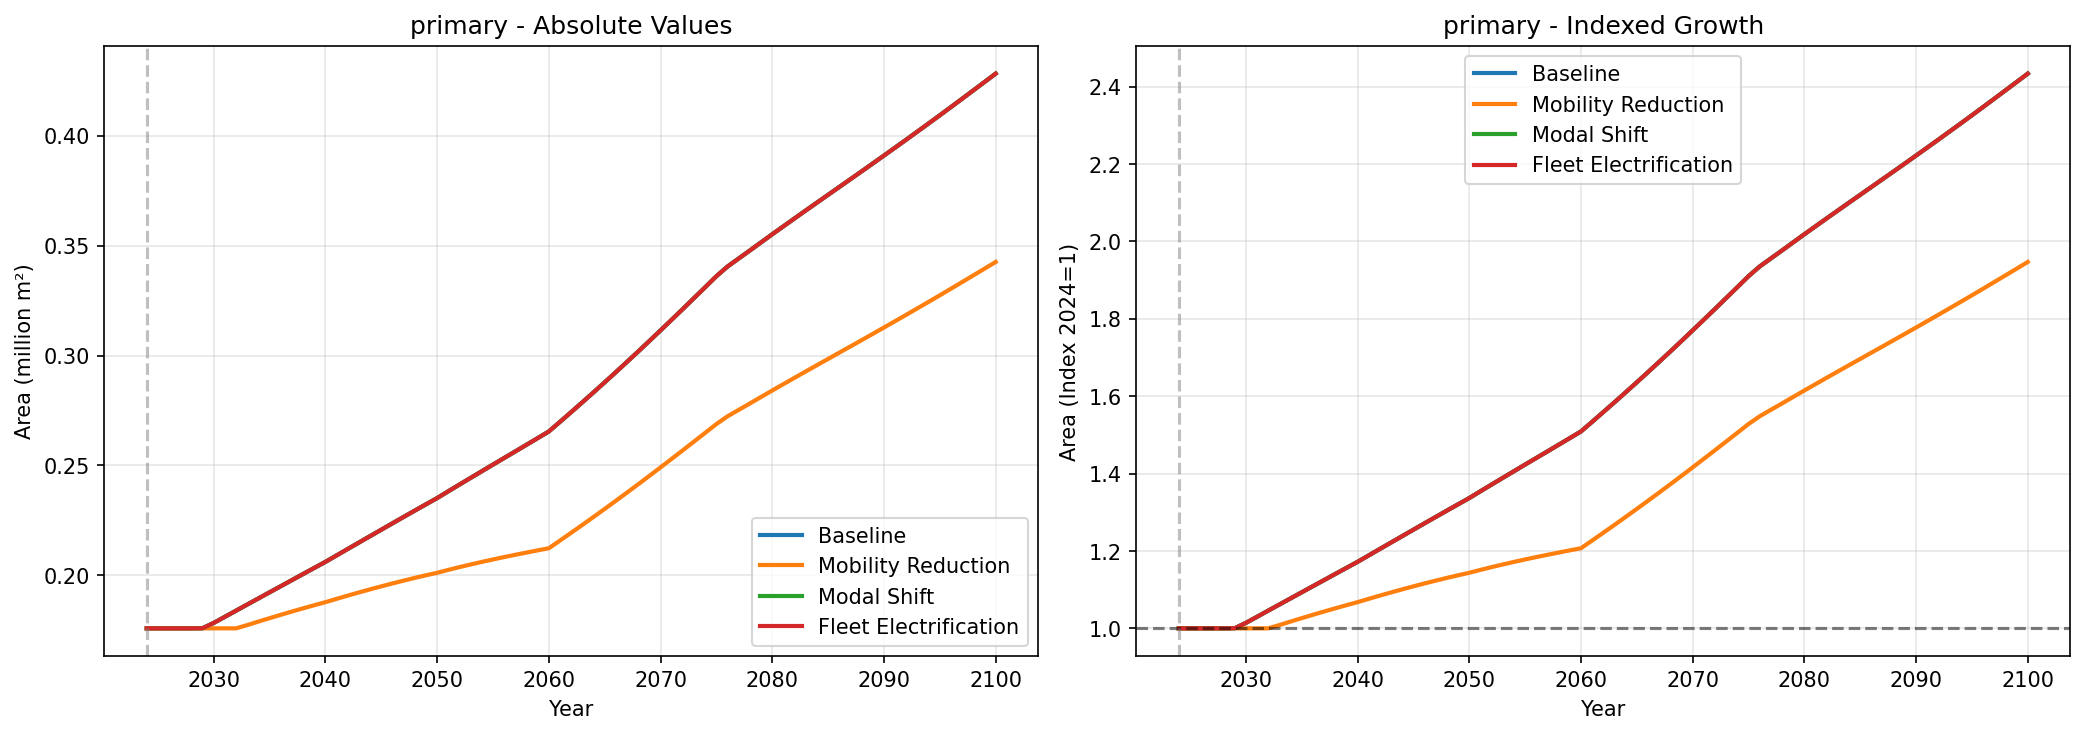 primary - Absolute Values
Area (million m²)
0.40
0.35
0.30
0.25
0.20
Baseline
Mobility Reduction
Modal Shift
Fleet Electrification
2030 2040 2050 2060 2070 2080 2090 2100
Year
primary - Indexed Growth
Area (Index 2024=1)
2.4
2.2
2.0
1.8
1.6
1.4
1.2
1.0
Baseline
Mobility Reduction
Modal Shift
Fleet Electrification
2030 2040 2050 2060 2070 2080 2090 2100
Year